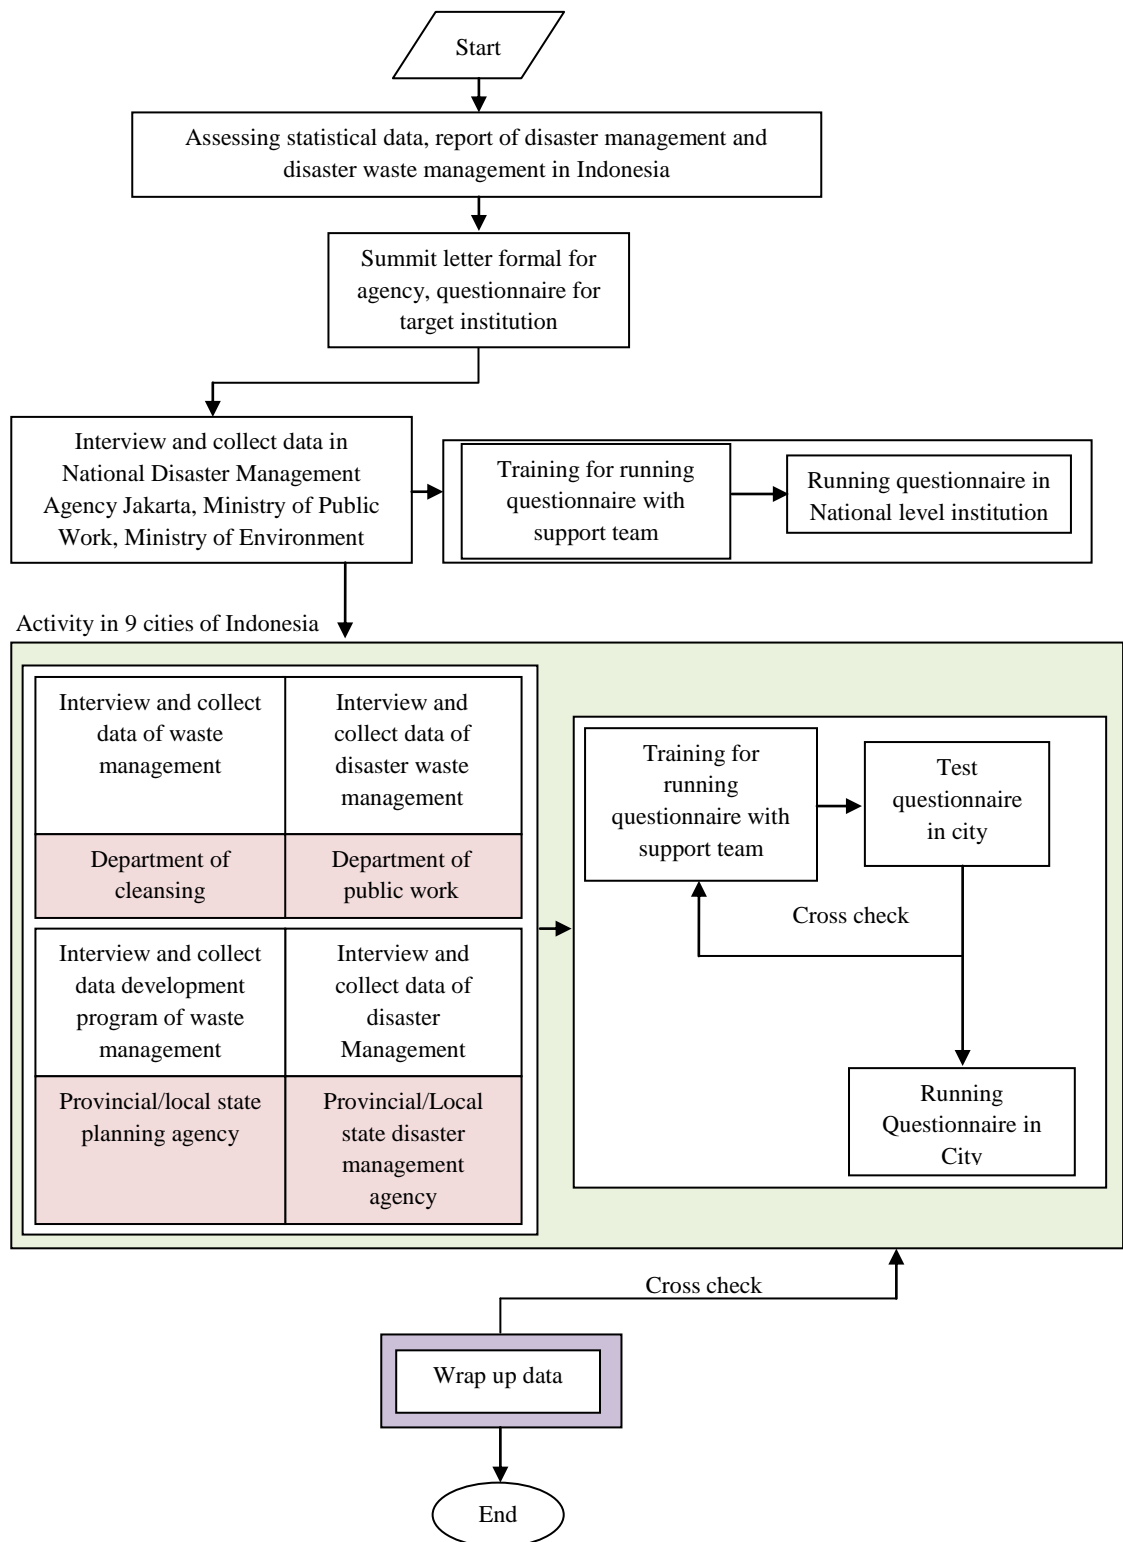 Start
Assessing statistical data, report of disaster management and
disaster waste management in Indonesia
Summit letter formal for
agency, questionnaire for
target institution
Interview and collect data in
National Disaster Management
Agency Jakarta, Ministry of Public
Work, Ministry of Environment
Training for running
questionnaire with
support team
Running questionnaire in
National level institution
Activity in 9 cities of Indonesia
Interview and collect
data of waste
management
Interview and
collect data of
disaster waste
management
Department of
cleansing
Department of
public work
Interview and collect
data development
program of waste
management
Interview and
collect data of
disaster
Management
Provincial/local state
planning agency
Provincial/Local
state disaster
management
agency
Training for
running
questionnaire with
support team
Test
questionnaire
in city
Cross check
Running
Questionnaire in
City
Cross check
Wrap up data
End